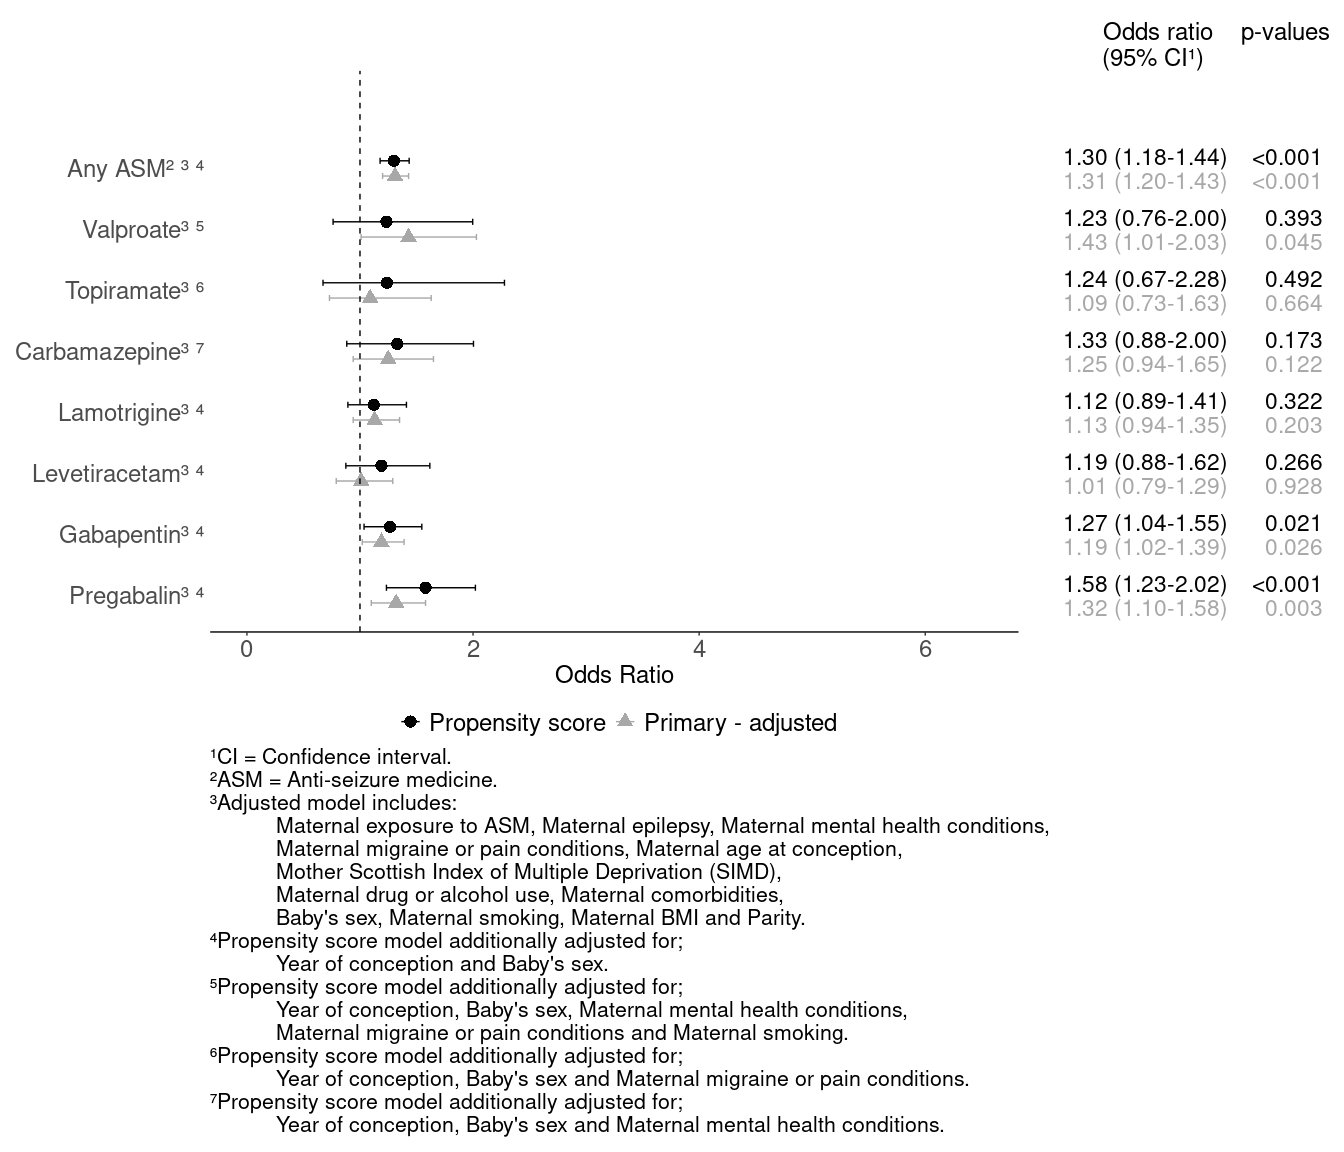 Odds ratio p-values
(95% CI¹)
Any ASM² ³ ⁴ 1.30 (1.18-1.44) <0.001
1.31 (1.20-1.43) <0.001
Valproate³ ⁵ 1.23 (0.76-2.00) 0.393
1.43 (1.01-2.03) 0.045
Topiramate³ ⁶ 1.24 (0.67-2.28) 0.492
1.09 (0.73-1.63) 0.664
Carbamazepine³ ⁷ 1.33 (0.88-2.00) 0.173
1.25 (0.94-1.65) 0.122
Lamotrigine³ ⁴ 1.12 (0.89-1.41) 0.322
1.13 (0.94-1.35) 0.203
Levetiracetam³ ⁴ 1.19 (0.88-1.62) 0.266
1.01 (0.79-1.29) 0.928
Gabapentin³ ⁴ 1.27 (1.04-1.55) 0.021
1.19 (1.02-1.39) 0.026
Pregabalin³ ⁴ 1.58 (1.23-2.02) <0.001
1.32 (1.10-1.58) 0.003
0 2 4 6
Odds Ratio
Propensity score Primary - adjusted
¹CI = Confidence interval.
²ASM = Anti-seizure medicine.
³Adjusted model includes:
Maternal exposure to ASM, Maternal epilepsy, Maternal mental health conditions,
Maternal migraine or pain conditions, Maternal age at conception,
Mother Scottish Index of Multiple Deprivation (SIMD),
Maternal drug or alcohol use, Maternal comorbidities,
Baby's sex, Maternal smoking, Maternal BMI and Parity.
⁴Propensity score model additionally adjusted for;
Year of conception and Baby's sex.
⁵Propensity score model additionally adjusted for;
Year of conception, Baby's sex, Maternal mental health conditions,
Maternal migraine or pain conditions and Maternal smoking.
⁶Propensity score model additionally adjusted for;
Year of conception, Baby's sex and Maternal migraine or pain conditions.
⁷Propensity score model additionally adjusted for;
Year of conception, Baby's sex and Maternal mental health conditions.